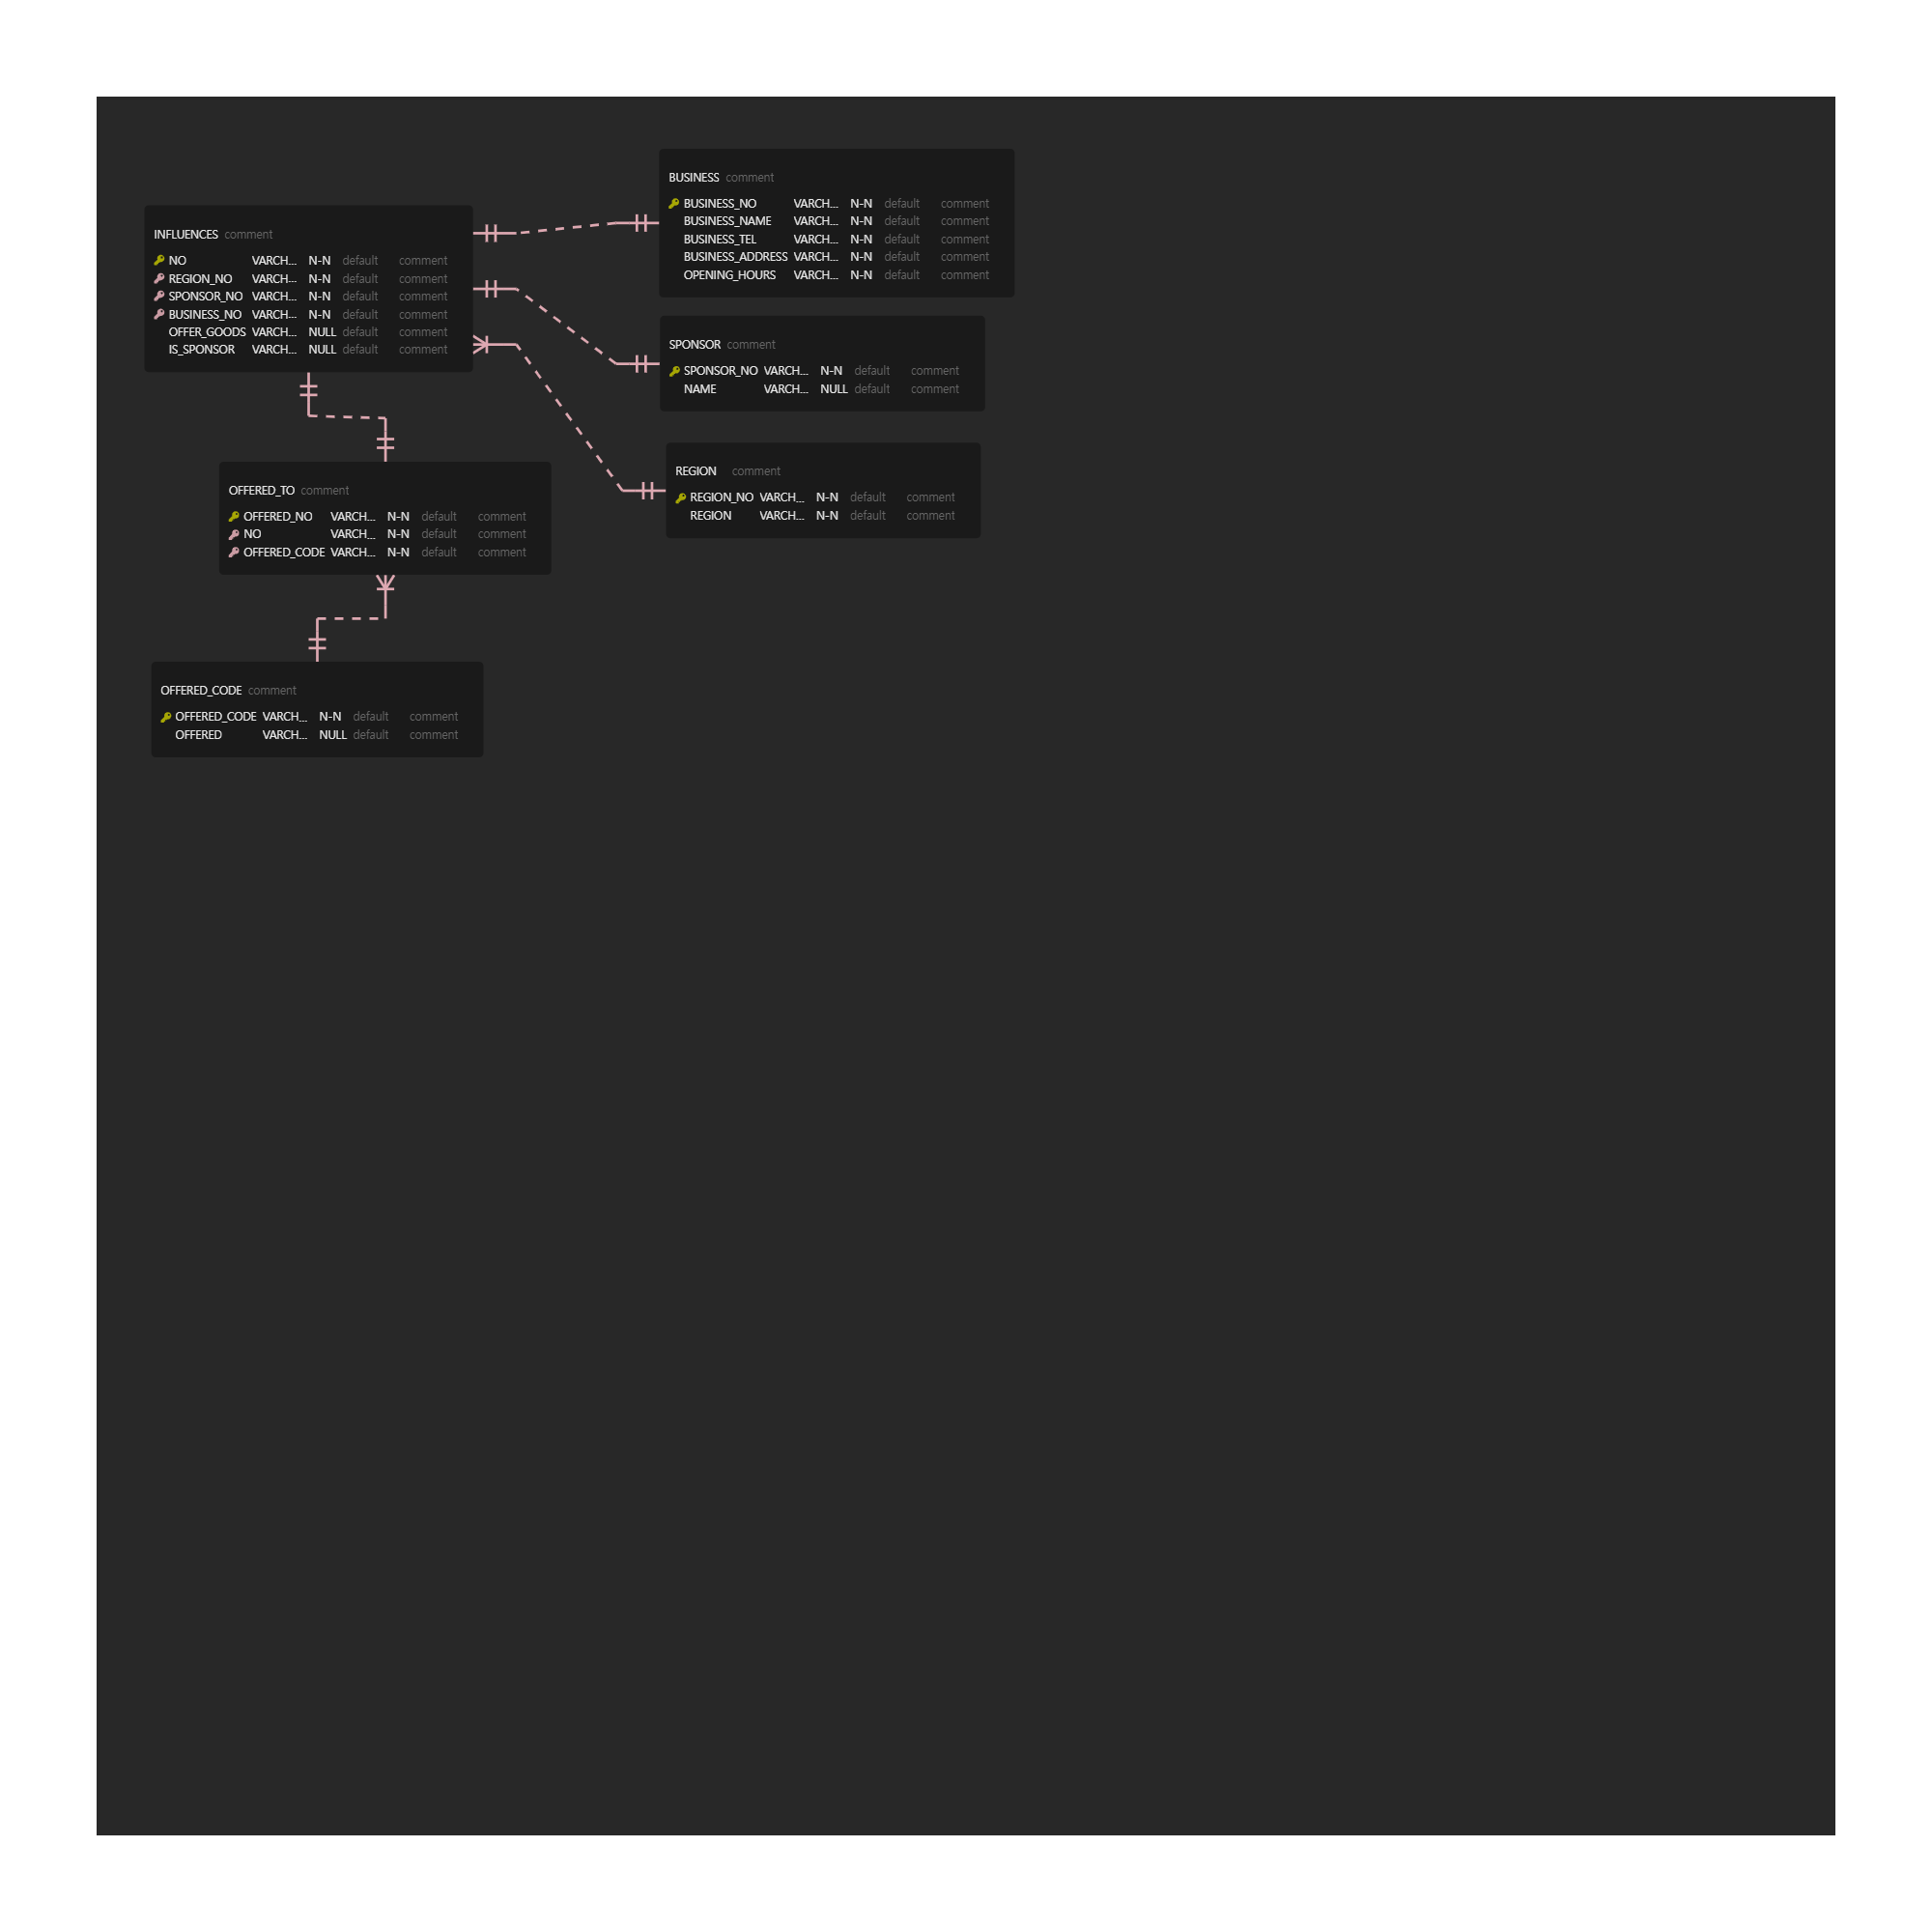 BUSINESS comment
BUSINESS_NO VARCH... N-N default comment
BUSINESS_NAME VARCH... N-N default comment
BUSINESS_TEL VARCH... N-N default comment
BUSINESS_ADDRESS VARCH... N-N default comment
OPENING_HOURS VARCH... N-N default comment
INFLUENCES comment
NO VARCH... N-N default comment
REGION_NO VARCH... N-N default comment
SPONSOR_NO VARCH... N-N default comment
BUSINESS_NO VARCH... N-N default comment
OFFER_GOODS VARCH... NULL default comment
IS_SPONSOR VARCH... NULL default comment
SPONSOR comment
SPONSOR_NO VARCH... N-N default comment
NAME VARCH... NULL default comment
REGION comment
REGION_NO VARCH... N-N default comment
REGION VARCH... N-N default comment
OFFERED_TO comment
OFFERED_NO VARCH... N-N default comment
NO VARCH... N-N default comment
OFFERED_CODE VARCH... N-N default comment
OFFERED_CODE comment
OFFERED_CODE VARCH... N-N default comment
OFFERED VARCH... NULL default comment